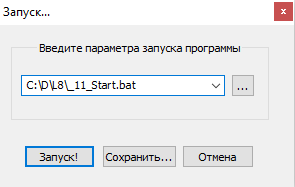 Запуск...
Введите параметра запуска программы
C:\D\L8\_11_Start.bat
...
Запуск!
Сохранить...
Отмена